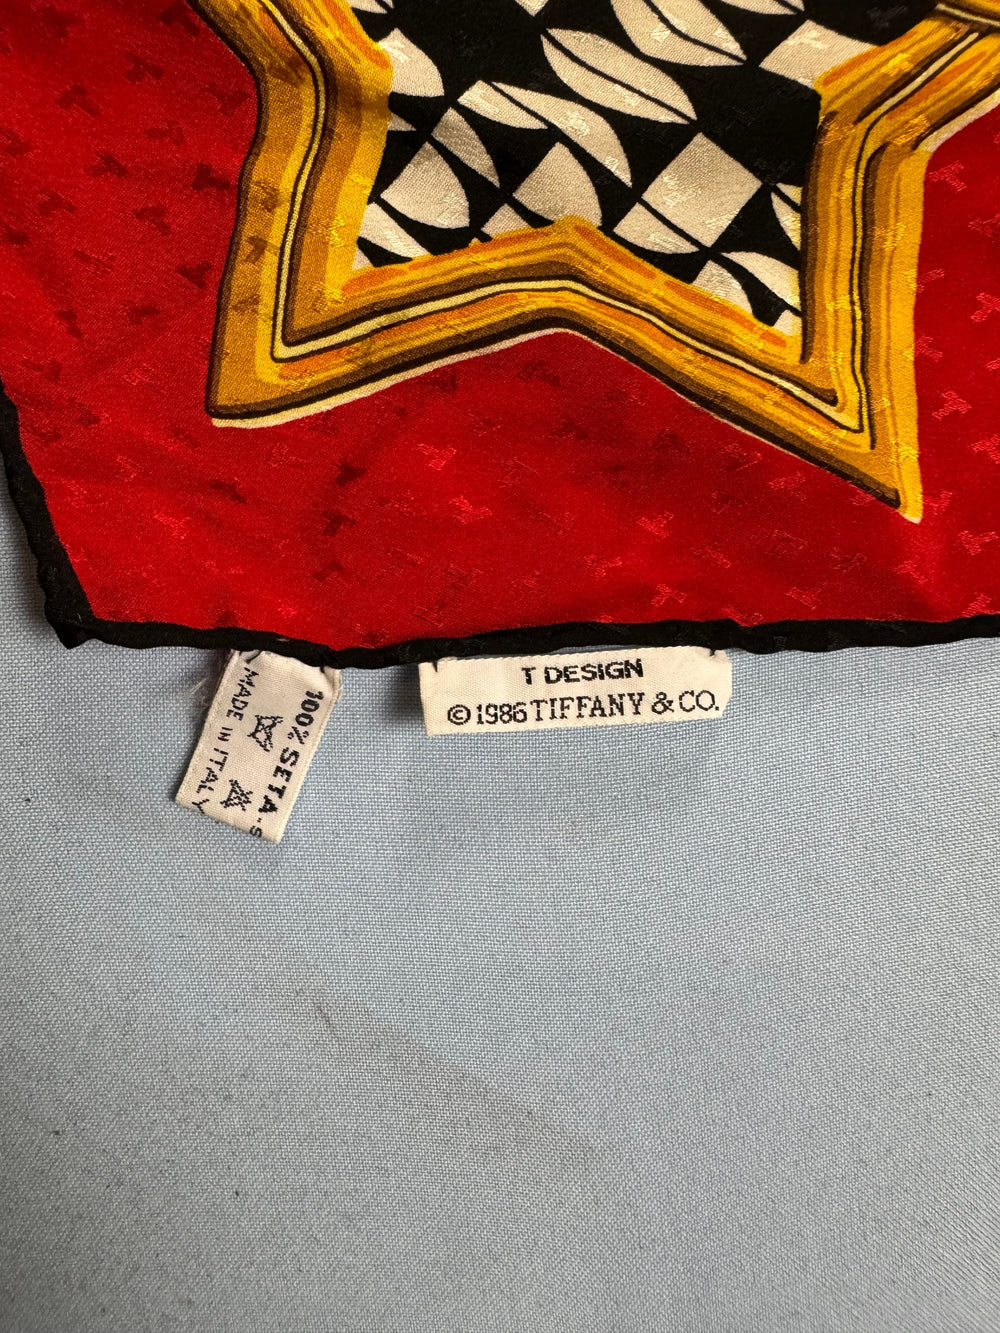 T DESIGN
©1986 TIFFANY & CO.
100% SETA
MADE IN ITALY